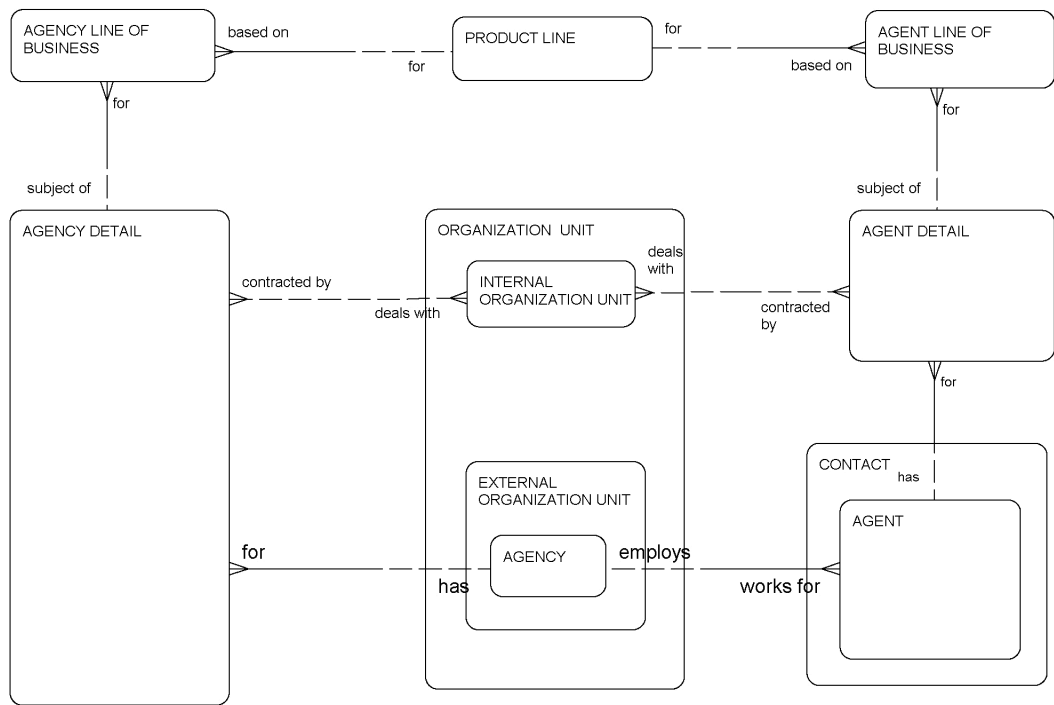 AGENCY LINE OF
BUSINESS
based on
for
PRODUCT LINE
for
based on
AGENT LINE OF
BUSINESS
for
subject of
for
subject of
AGENCY DETAIL
contracted by
deals with
ORGANIZATION UNIT
INTERNAL
ORGANIZATION UNIT
deals
with
contracted
by
AGENT DETAIL
for
has
CONTACT
AGENT
EXTERNAL
ORGANIZATION UNIT
AGENCY
for
has
employs
works for